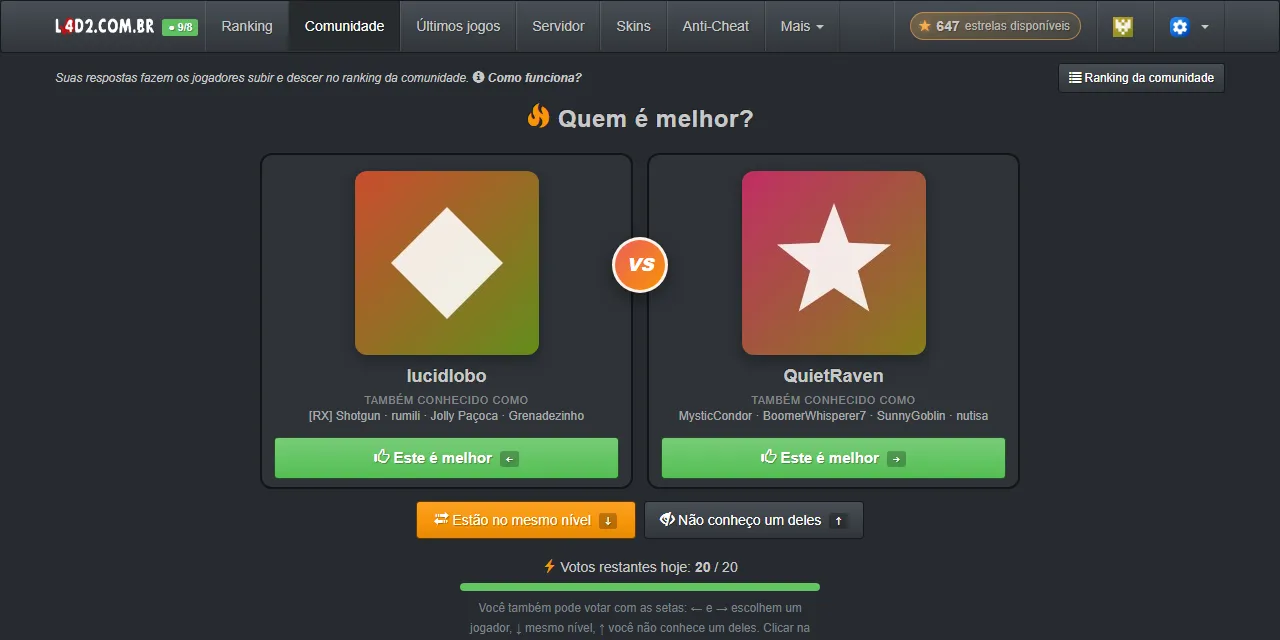 L4D2.COM.BR 9/8 Ranking Comunidade Últimos jogos Servidor Skins Anti-Cheat Mais 647 estrelas disponíveis
Suas respostas fazem os jogadores subir e descer no ranking da comunidade. Como funciona? Ranking da comunidade
Quem é melhor?
VS
lucidlobo
TAMBÉM CONHECIDO COMO
[RX] Shotgun · rumili · Jolly Paçoca · Grenadezinho
Este é melhor ←
QuietRaven
TAMBÉM CONHECIDO COMO
MysticCondor · BoomerWhisperer7 · SunnyGoblin · nutisa
Este é melhor →
Estão no mesmo nível ↓ Não conheço um deles ↑
Votos restantes hoje: 20 / 20
Você também pode votar com as setas: ← e → escolhem um
jogador, ↓ mesmo nível, ↑ você não conhece um deles. Clicar na